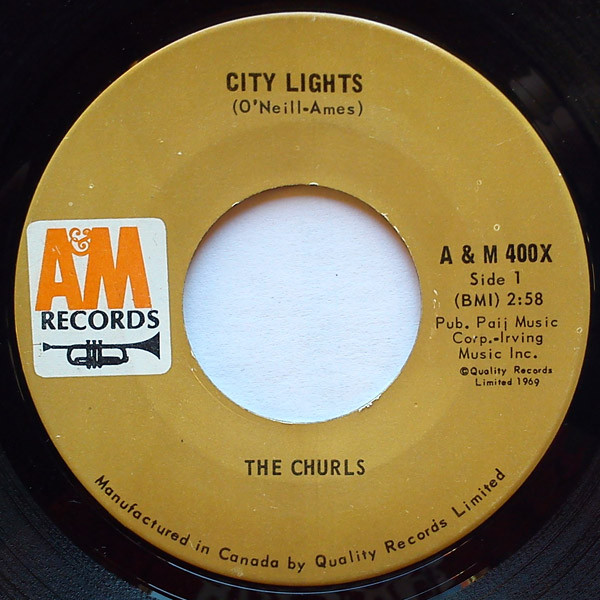 CITY LIGHTS
(O'Neill-Ames)
A&M
RECORDS
A & M 400X
Side 1
(BMI) 2:58
Pub. Paij Music
Corp.-Irving
Music Inc.
©Quality Records
Limited 1969
THE CHURLS
Manufactured in Canada by Quality Records Limited